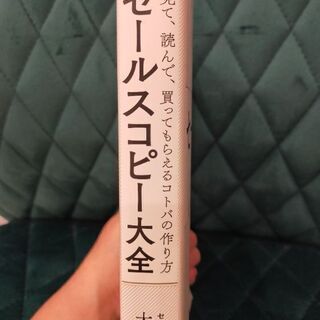 見て、読んで、買ってもらえるコトバの作り方
セールスコピー大全